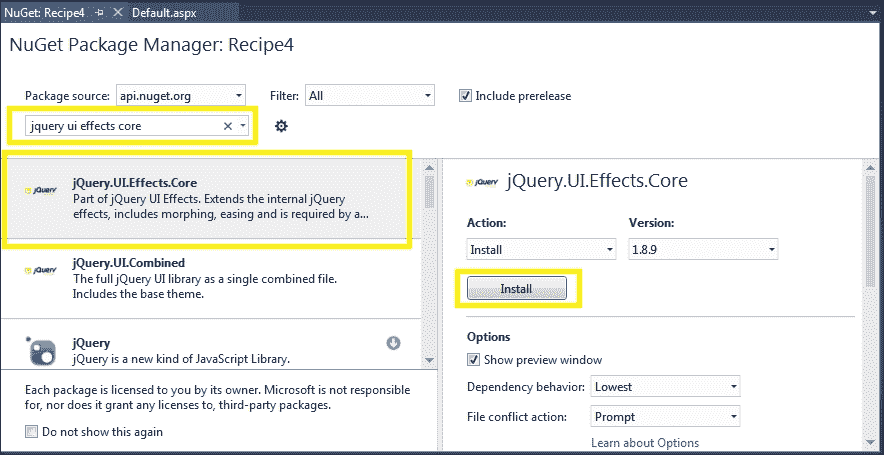 NuGet: Recipe4
Default.aspx
NuGet Package Manager: Recipe4
Package source: api.nuget.org Filter: All Include prerelease
jquery ui effects core
jQuery
jQuery.UI.Effects.Core
Part of jQuery UI Effects. Extends the internal jQuery
effects, includes morphing, easing and is required by a...
jQuery
jQuery.UI.Combined
The full jQuery UI library as a single combined file.
Includes the base theme.
jQuery
jQuery is a new kind of JavaScript Library.
Each package is licensed to you by its owner. Microsoft is not responsible
for, nor does it grant any licenses to, third-party packages.
Do not show this again
jQuery
jQuery.UI.Effects.Core
Action: Version:
Install 1.8.9
Install
Options
Show preview window
Dependency behavior: Lowest
File conflict action: Prompt
Learn about Options